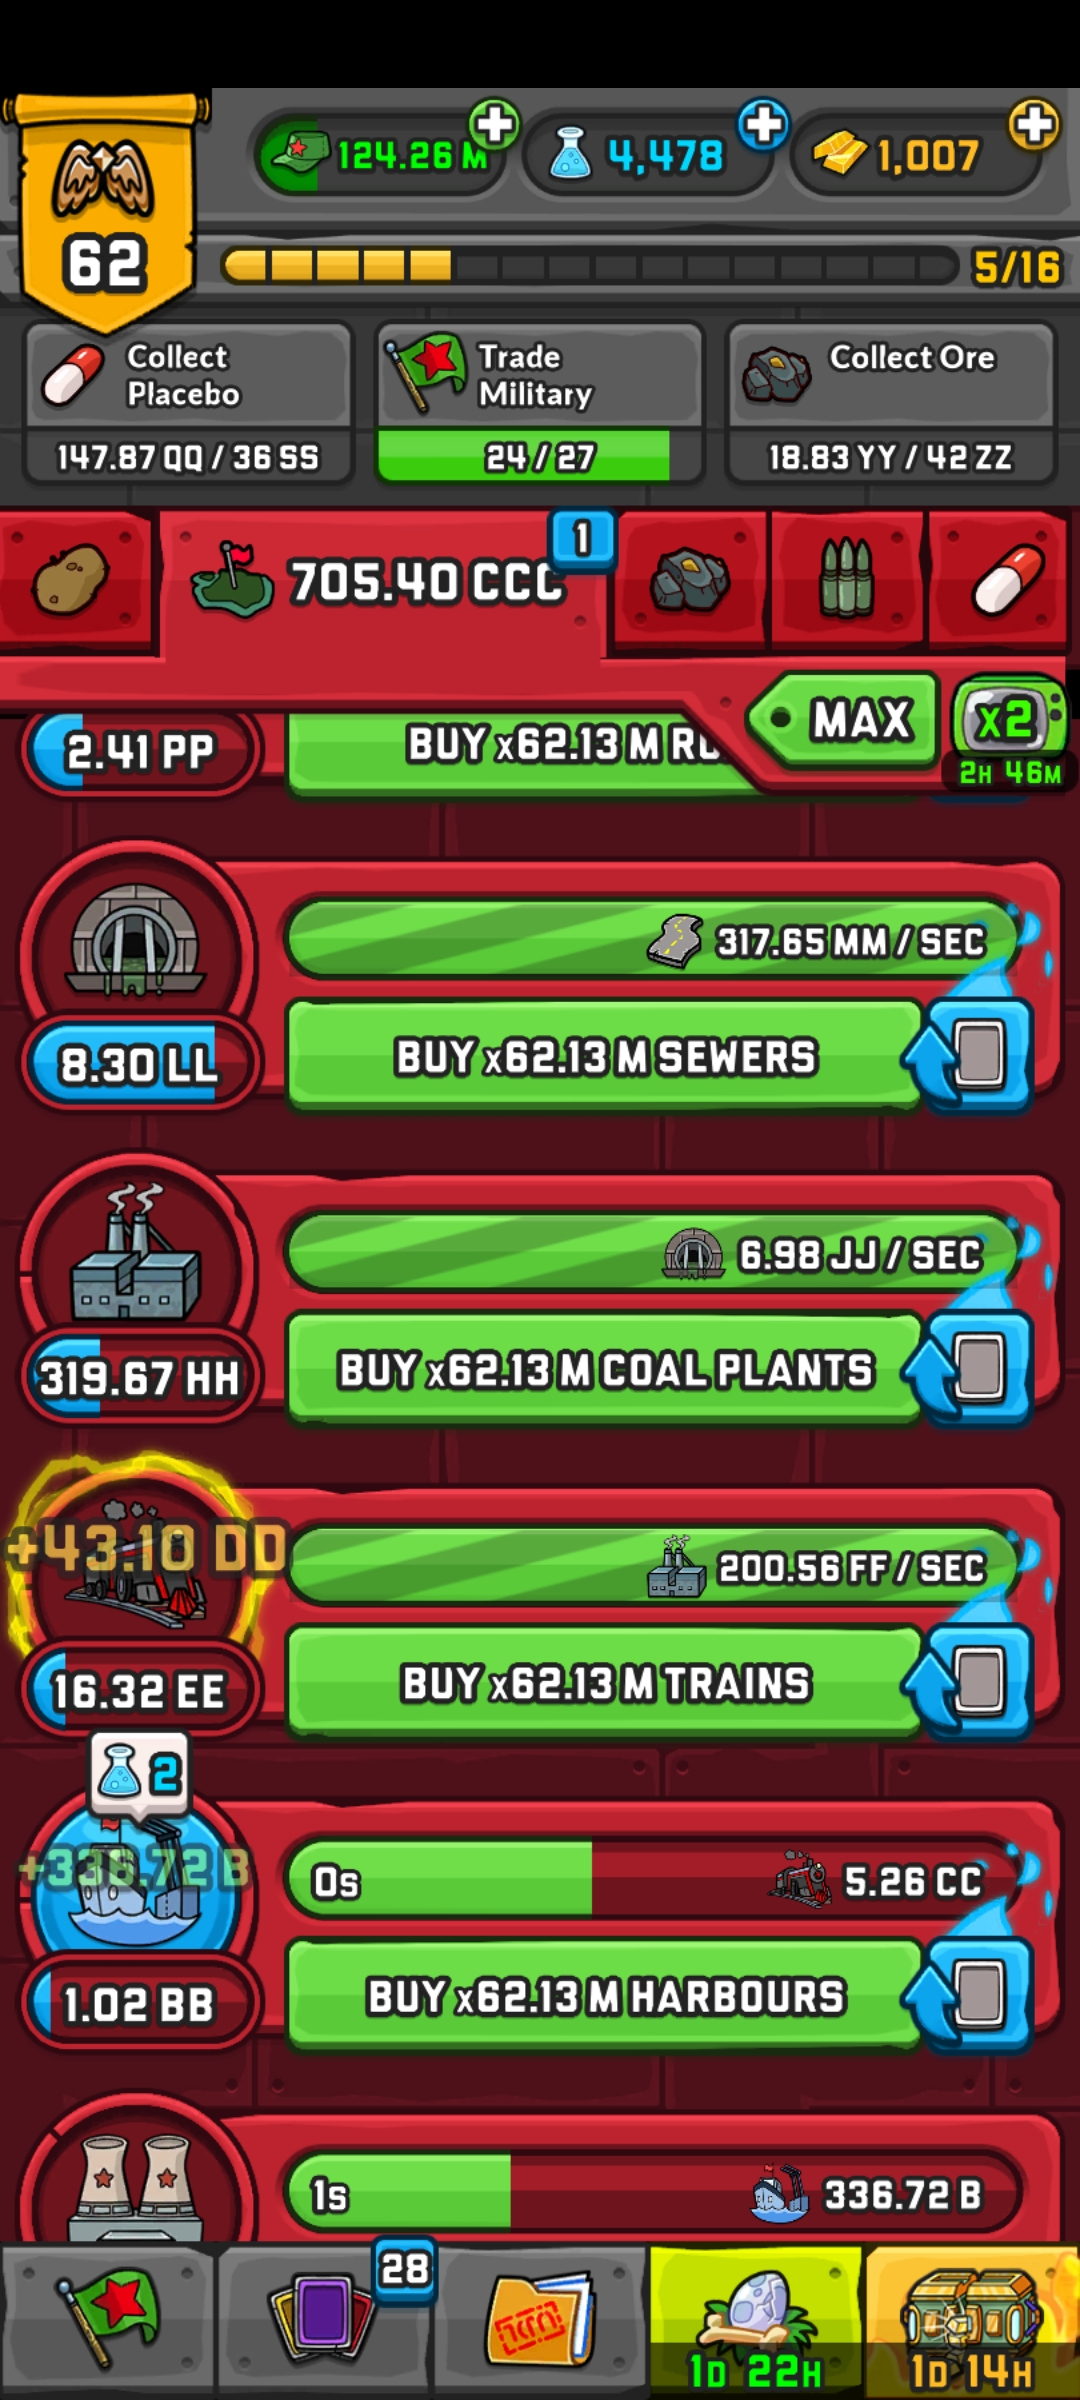 124.26 M
4,478
1,007
62
5/16
Collect
Placebo
147.87 QQ / 36 SS
Trade
Military
24 / 27
Collect Ore
18.83 YY / 42 ZZ
705.40 CCC
1
MAX
x2
2H 46M
2.41 PP
BUY x62.13 M
317.65 MM / SEC
8.30 LL
BUY x62.13 M SEWERS
6.98 JJ / SEC
319.67 HH
BUY x62.13 M COAL PLANTS
+43.10 DD
200.56 FF / SEC
16.32 EE
BUY x62.13 M TRAINS
2
+336.72 B
0s
5.26 CC
1.02 BB
BUY x62.13 M HARBOURS
1s
336.72 B
28
1D 22H
1D 14H